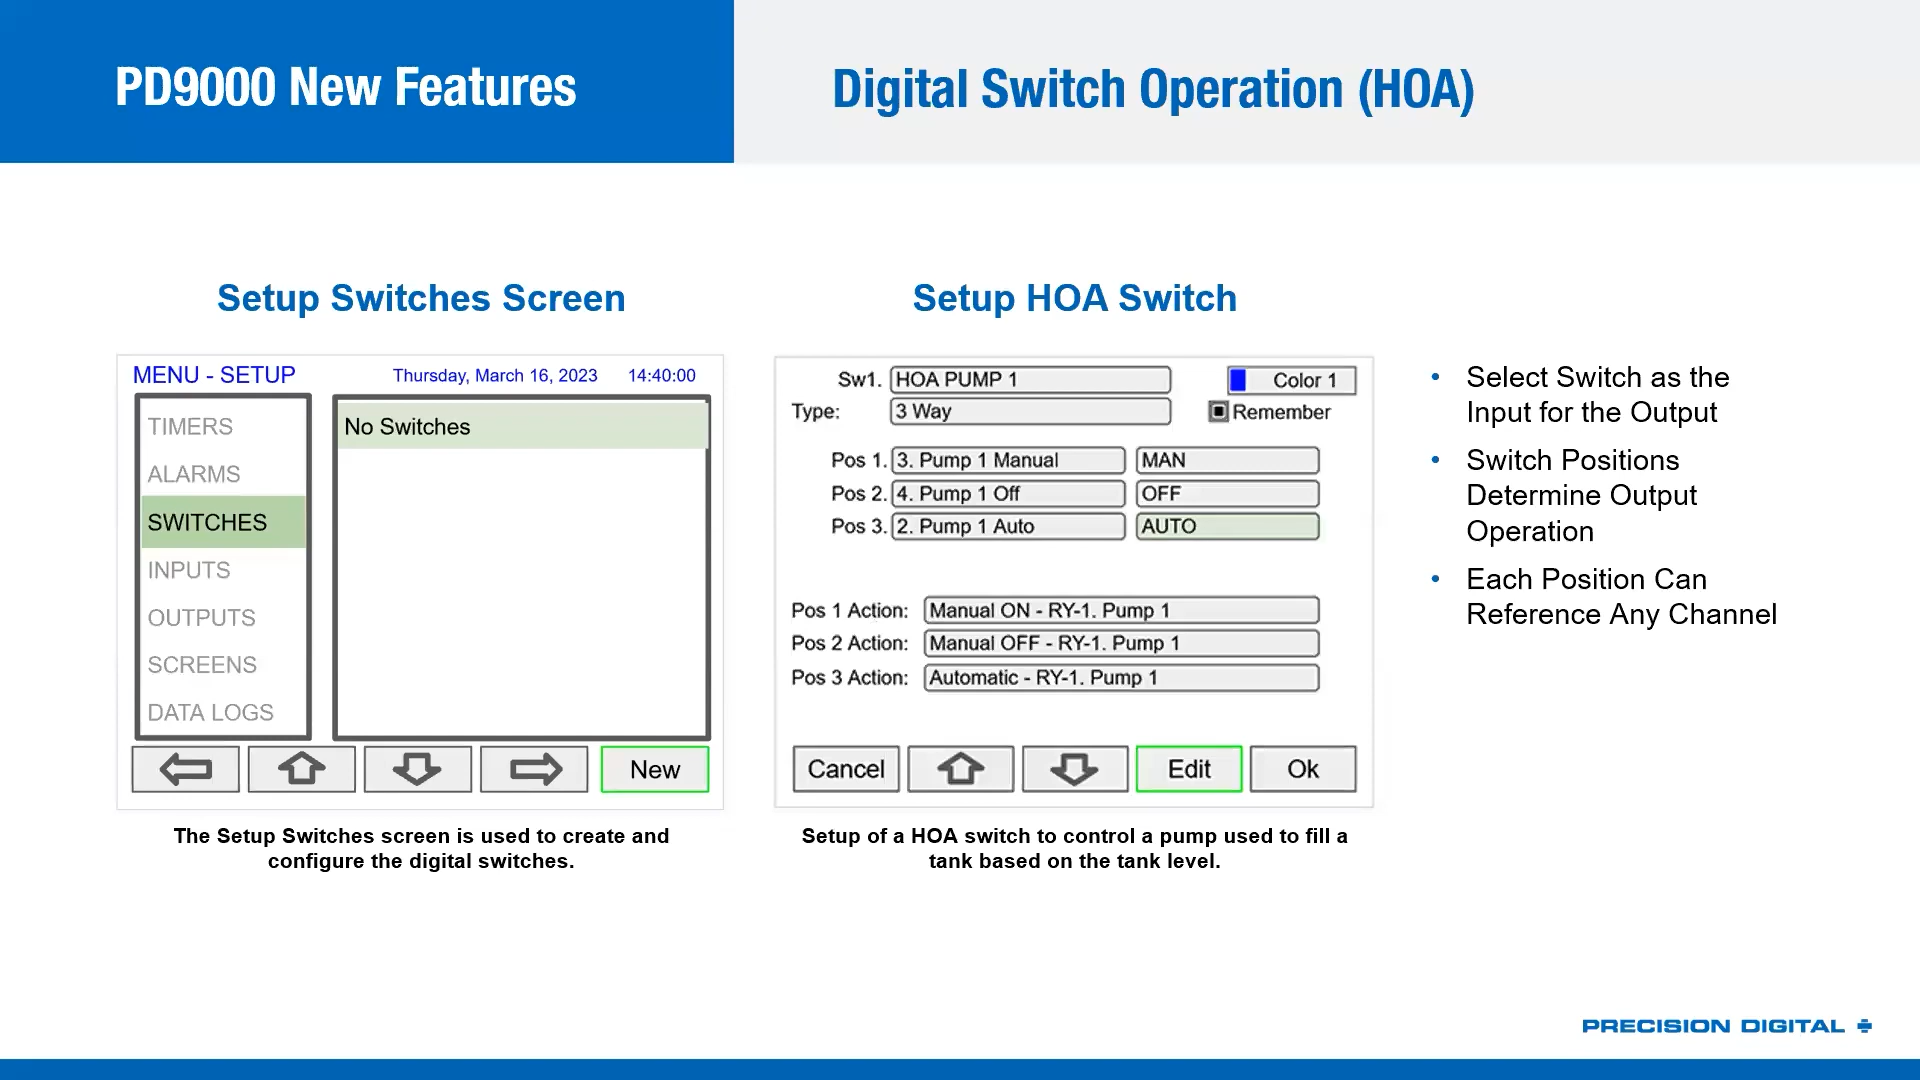 PD9000 New Features
Digital Switch Operation (HOA)
Setup Switches Screen
MENU - SETUP
Thursday, March 16, 2023
14:40:00
TIMERS
ALARMS
SWITCHES
INPUTS
OUTPUTS
SCREENS
DATA LOGS
No Switches
New
The Setup Switches screen is used to create and
configure the digital switches.
Setup HOA Switch
Sw1. HOA PUMP 1
Color 1
Type: 3 Way
Remember
Pos 1. 3. Pump 1 Manual MAN
Pos 2. 4. Pump 1 Off OFF
Pos 3. 2. Pump 1 Auto AUTO
Pos 1 Action: Manual ON - RY-1. Pump 1
Pos 2 Action: Manual OFF - RY-1. Pump 1
Pos 3 Action: Automatic - RY-1. Pump 1
Cancel
Edit
Ok
Setup of a HOA switch to control a pump used to fill a
tank based on the tank level.
• Select Switch as the
Input for the Output
• Switch Positions
Determine Output
Operation
• Each Position Can
Reference Any Channel
PRECISION DIGITAL